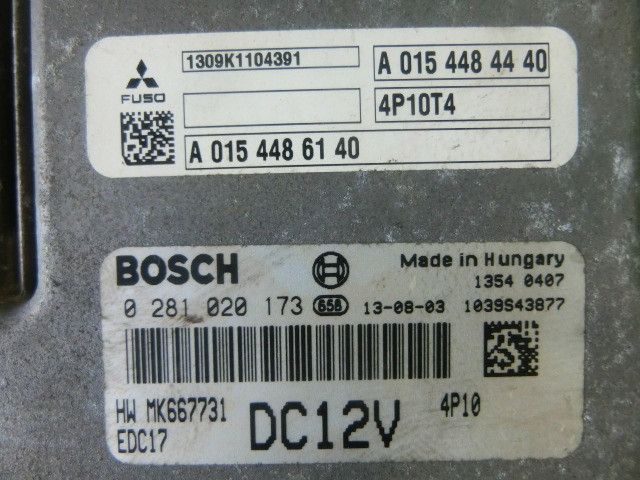 1309K1104391
A 015 448 44 40
FUSO
4P10T4
A 015 448 61 40
BOSCH
Made in Hungary
1354 0407
0 281 020 173 658 13-08-03 1039S43877
HW MK667731
DC12V
4P10
EDC17